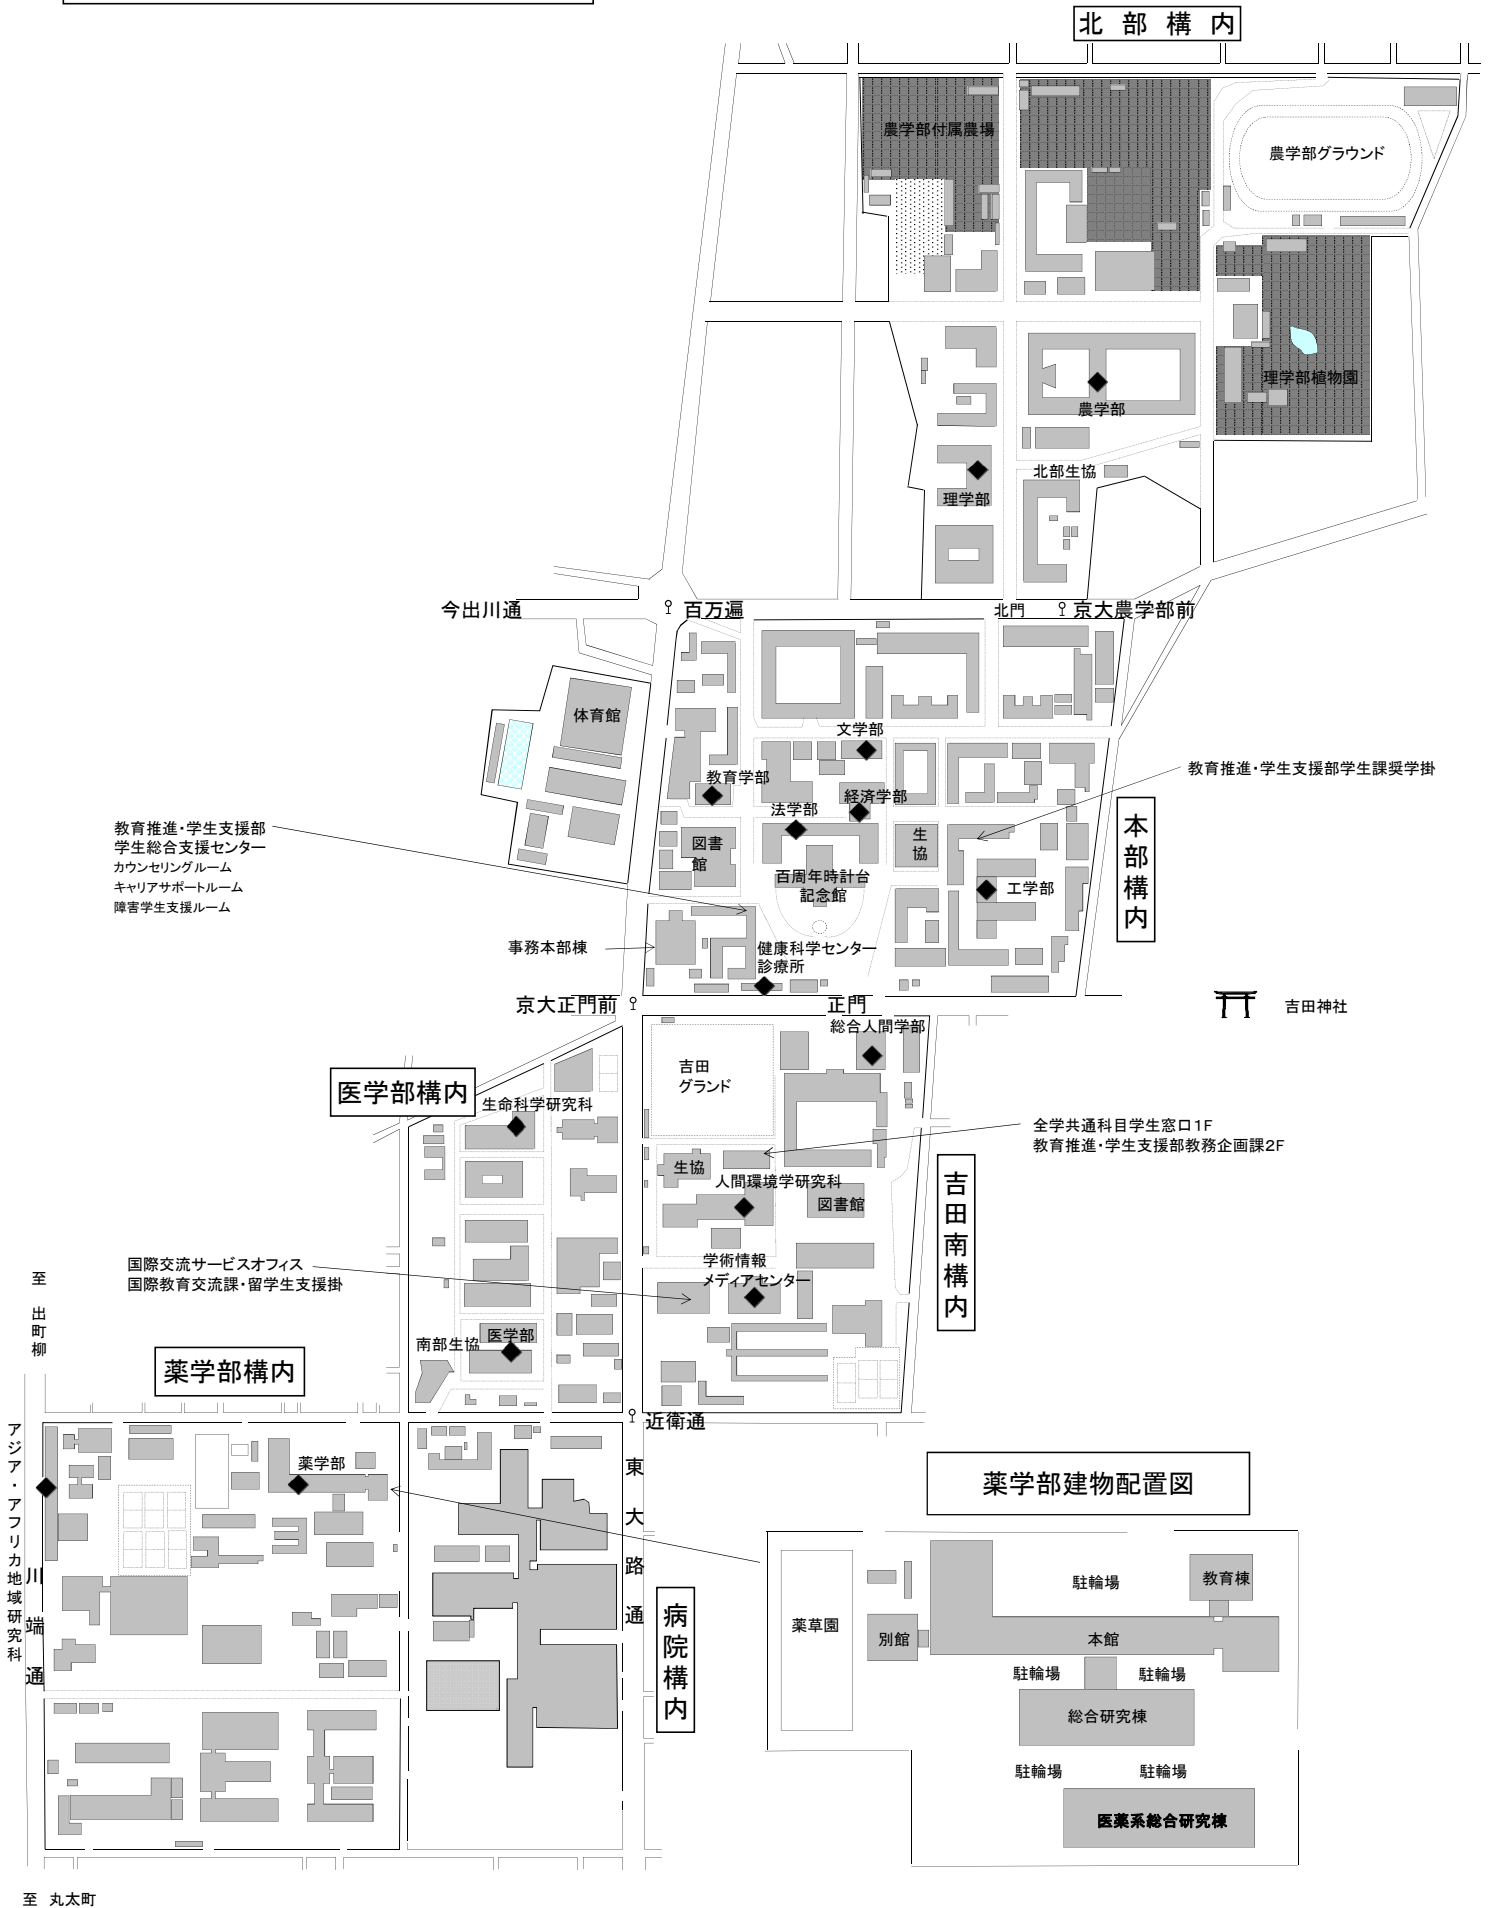 北部構内
農学部付属農場
農学部グラウンド
理学部植物園
農学部
北部生協
理学部
今出川通
百万遍
北門
京大農学部前
体育館
文学部
教育学部
経済学部
法学部
教育推進・学生支援部学生課奨学掛
本部構内
教育推進・学生支援部
学生総合支援センター
カウンセリングルーム
キャリアサポートルーム
障害学生支援ルーム
図書
館
生
協
百周年時計台
記念館
工学部
事務本部棟
健康科学センター
診療所
京大正門前
正門
吉田神社
総合人間学部
吉田
グランド
医学部構内
生命科学研究科
全学共通科目学生窓口1F
教育推進・学生支援部教務企画課2F
生協
人間環境学研究科
図書館
吉田南構内
国際交流サービスオフィス
国際教育交流課・留学生支援掛
学術情報
メディアセンター
至 出町柳
南部生協
医学部
薬学部構内
近衛通
アジア・アフリカ地域研究科
薬学部
東大路通
川端通
病院構内
薬学部建物配置図
駐輪場
教育棟
薬草園
別館
本館
駐輪場
駐輪場
総合研究棟
駐輪場
駐輪場
医薬系総合研究棟
至 丸太町